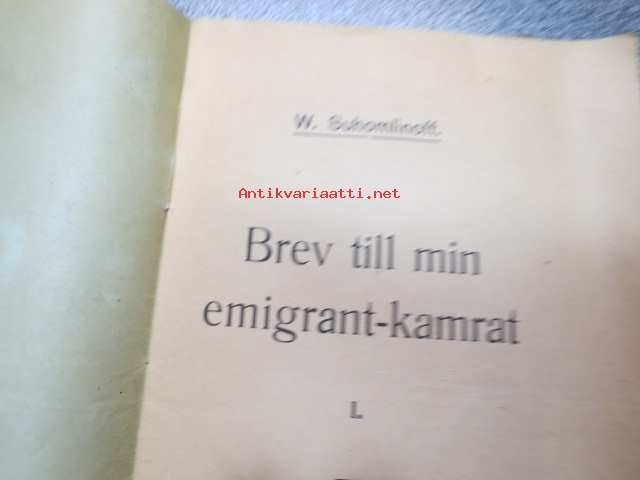 W. Suhomlinoff.
Antikvariaatti.net
Brev till min
emigrant-kamrat
I.